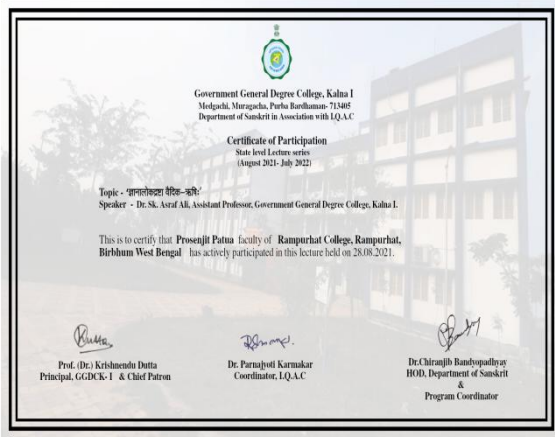 Government General Degree College, Kalna I
Medgachi, Muragacha, Purba Bardhaman- 713405
Department of Sanskrit in Association with I.Q.A.C
Certificate of Participation
State level Lecture series
(August 2021- July 2022)
Topic - 'ज्ञानालोकद्रष्टा वैदिक-ऋषिः'
Speaker - Dr. Sk. Asraf Ali, Assistant Professor, Government General Degree College, Kalna I.
This is to certify that Prosenjit Patua faculty of Rampurhat College, Rampurhat,
Birbhum West Bengal has actively participated in this lecture held on 28.08.2021.
Prof. (Dr.) Krishnendu Dutta
Principal, GGDCK- I & Chief Patron
Dr. Parnajyoti Karmakar
Coordinator, I.Q.A.C
Dr.Chiranjib Bandyopadhyay
HOD, Department of Sanskrit
&
Program Coordinator